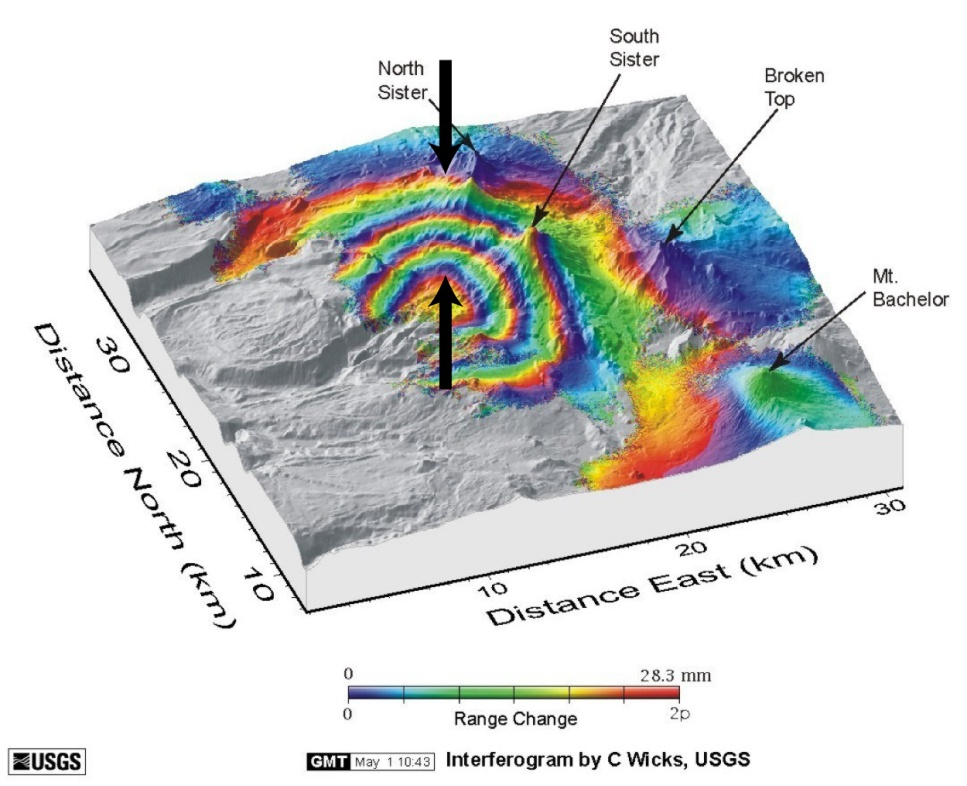 South
Sister
North
Sister
Broken
Top
Mt.
Bachelor
30
20
10
Distance North (km)
10
20
30
Distance East (km)
0 28.3 mm
0 2p
Range Change
USGS
GMT May 1 10:43 Interferogram by C Wicks, USGS